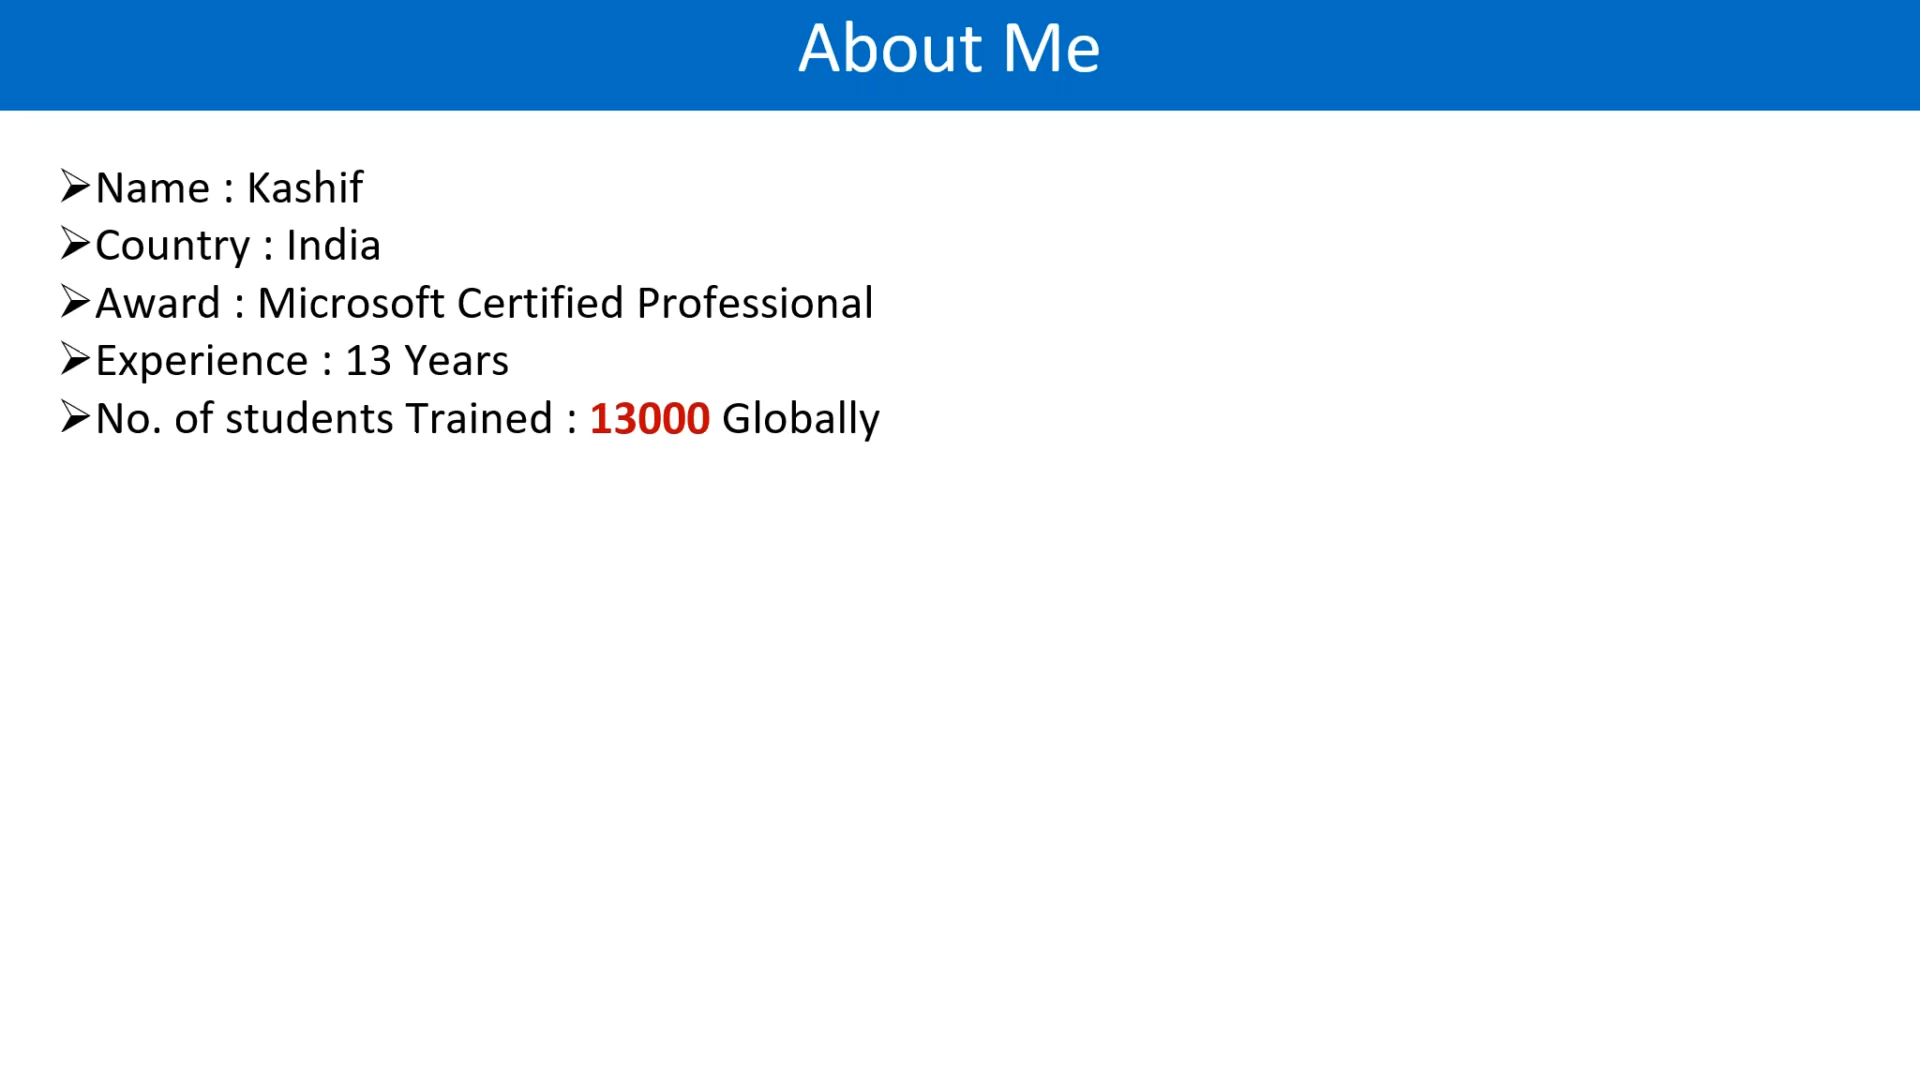 About Me
➢Name : Kashif
➢Country : India
➢Award : Microsoft Certified Professional
➢Experience : 13 Years
➢No. of students Trained : 13000 Globally